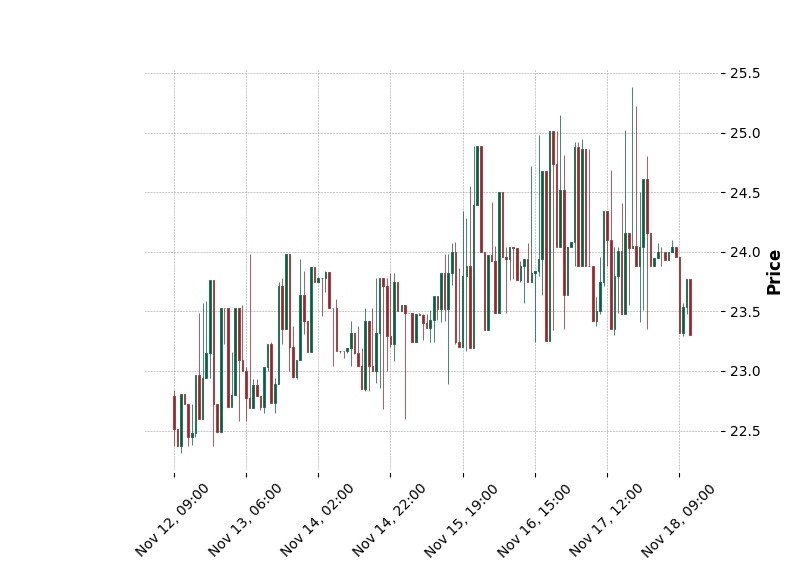 25.5
25.0
24.5
24.0
23.5
23.0
22.5
Price
Nov 12, 09:00
Nov 13, 06:00
Nov 14, 02:00
Nov 14, 22:00
Nov 15, 19:00
Nov 16, 15:00
Nov 17, 12:00
Nov 18, 09:00